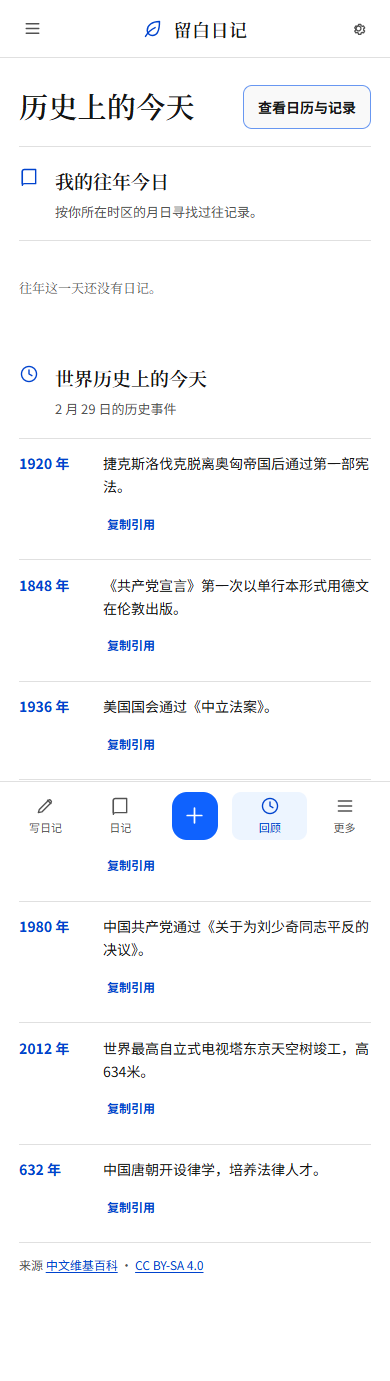 留白日记
历史上的今天
查看日历与记录
我的往年今日
按你所在时区的月日寻找过往记录。
往年这一天还没有日记。
世界历史上的今天
2 月 29 日的历史事件
1920 年
捷克斯洛伐克脱离奥匈帝国后通过第一部宪
法。
复制引用
1848 年
《共产党宣言》第一次以单行本形式用德文
在伦敦出版。
复制引用
1936 年
美国国会通过《中立法案》。
复制引用
写日记
日记
回顾
更多
复制引用
1980 年
中国共产党通过《关于为刘少奇同志平反的
决议》。
复制引用
2012 年
世界最高自立式电视塔东京天空树竣工，高
634米。
复制引用
632 年
中国唐朝开设律学，培养法律人才。
复制引用
来源 中文维基百科 · CC BY-SA 4.0